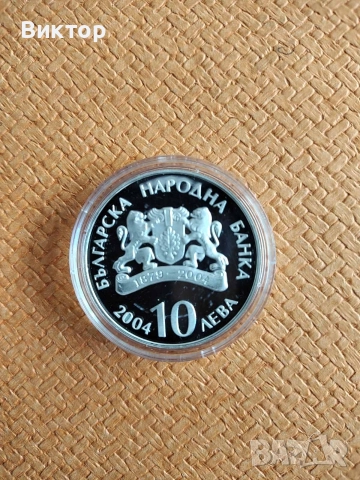 Виктор
БЪЛГАРСКА НАРОДНА БАНКА
1879-2004
2004 10 ЛЕВА